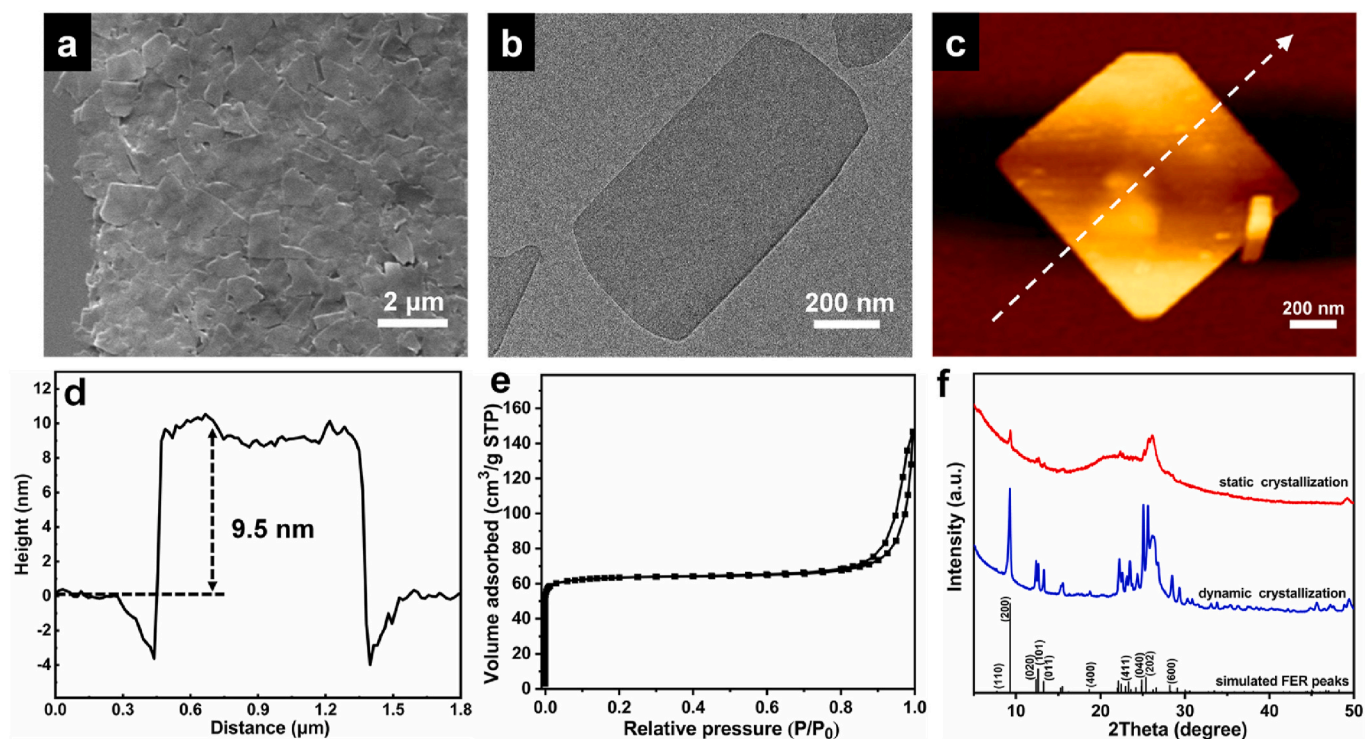 a
2 μm
b
200 nm
c
200 nm
d
12
10
8
6
4
2
0
-2
-4
Height (nm)
9.5 nm
0.0 0.3 0.6 0.9 1.2 1.5 1.8
Distance (μm)
e
160
140
120
100
80
60
40
20
0
Volume adsorbed (cm³/g STP)
0.0 0.2 0.4 0.6 0.8 1.0
Relative pressure (P/P₀)
f
Intensity (a.u.)
static crystallization
dynamic crystallization
simulated FER peaks
(110)
(200)
(020)
(101)
(011)
(400)
(411)
(040)
(202)
(600)
10 20 30 40 50
2Theta (degree)